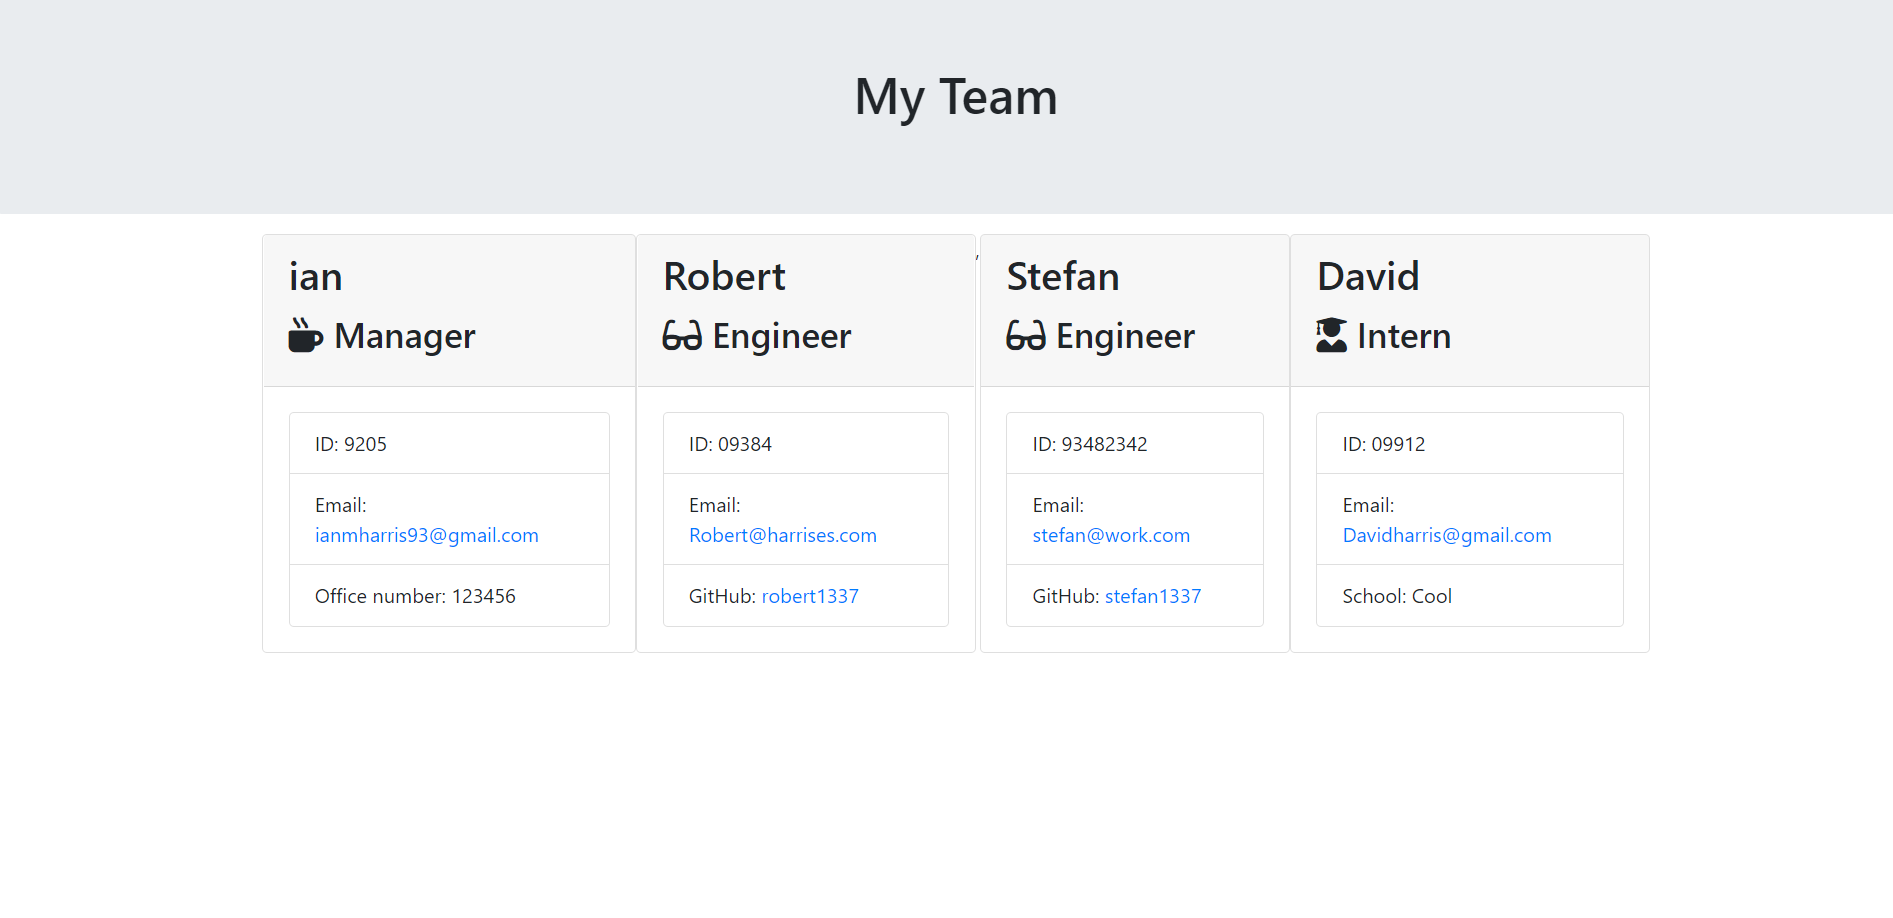 My Team
ian
Manager
ID: 9205
Email:
ianmharris93@gmail.com
Office number: 123456
Robert
Engineer
ID: 09384
Email:
Robert@harrises.com
GitHub: robert1337
,
Stefan
Engineer
ID: 93482342
Email:
stefan@work.com
GitHub: stefan1337
David
Intern
ID: 09912
Email:
Davidharris@gmail.com
School: Cool